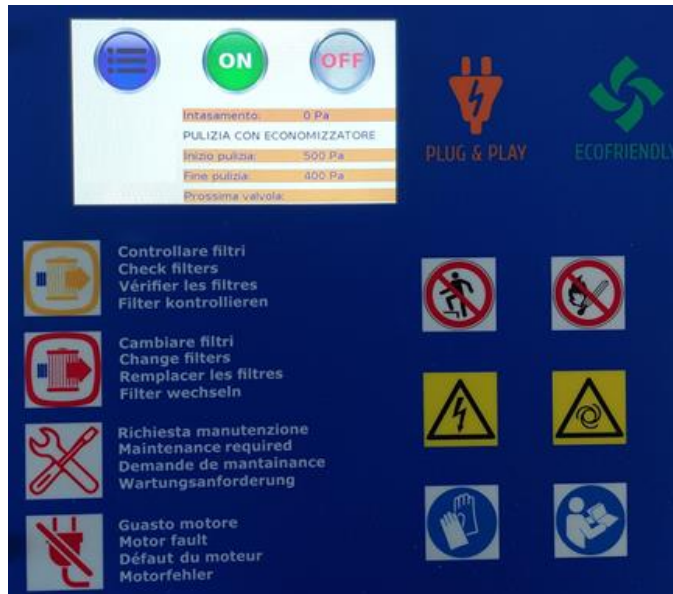 ON
OFF
Intasamento: 0 Pa
PULIZIA CON ECONOMIZZATORE
Inizio pulizia: 500 Pa
Fine pulizia: 400 Pa
Prossima valvola:
PLUG & PLAY
ECOFRIENDLY
Controllare filtri
Check filters
Vérifier les filtres
Filter kontrollieren
Cambiare filtri
Change filters
Remplacer les filtres
Filter wechseln
Richiesta manutenzione
Maintenance required
Demande de mantainance
Wartungsanforderung
Guasto motore
Motor fault
Défaut du moteur
Motorfehler